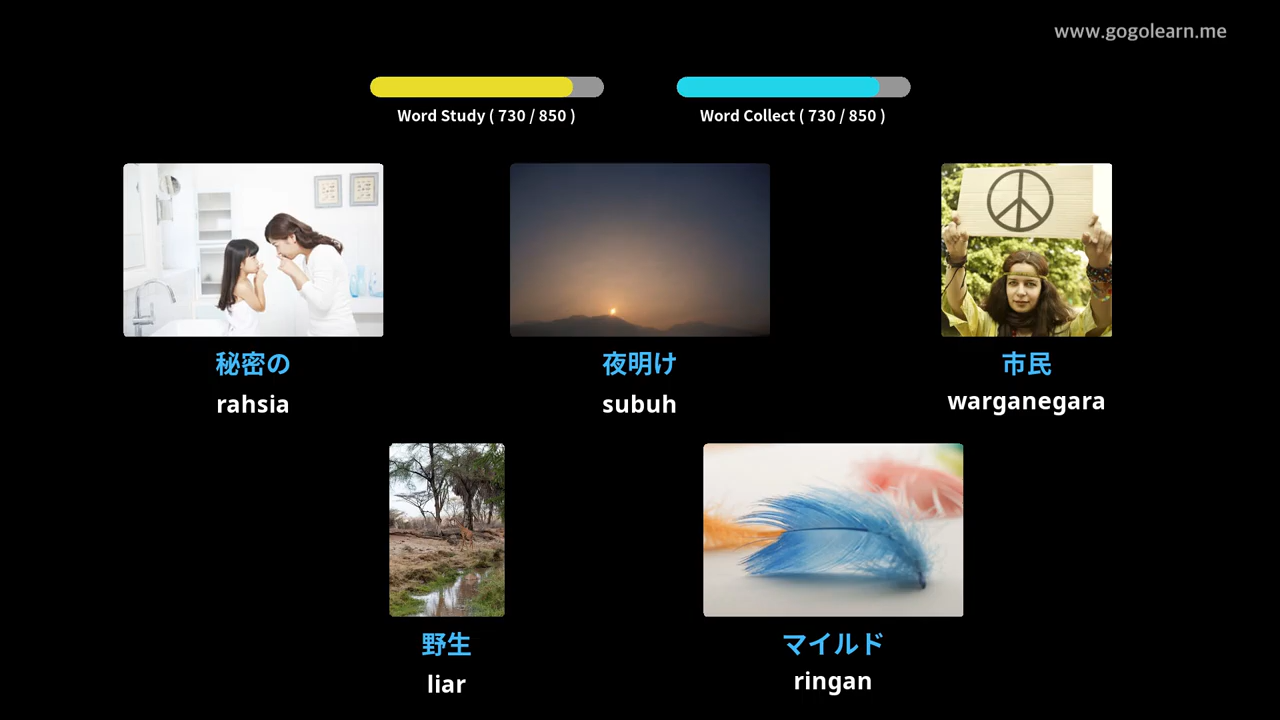 www.gogolearn.me
Word Study ( 730 / 850 )
Word Collect ( 730 / 850 )
秘密の
rahsia
夜明け
subuh
市民
warganegara
野生
liar
マイルド
ringan